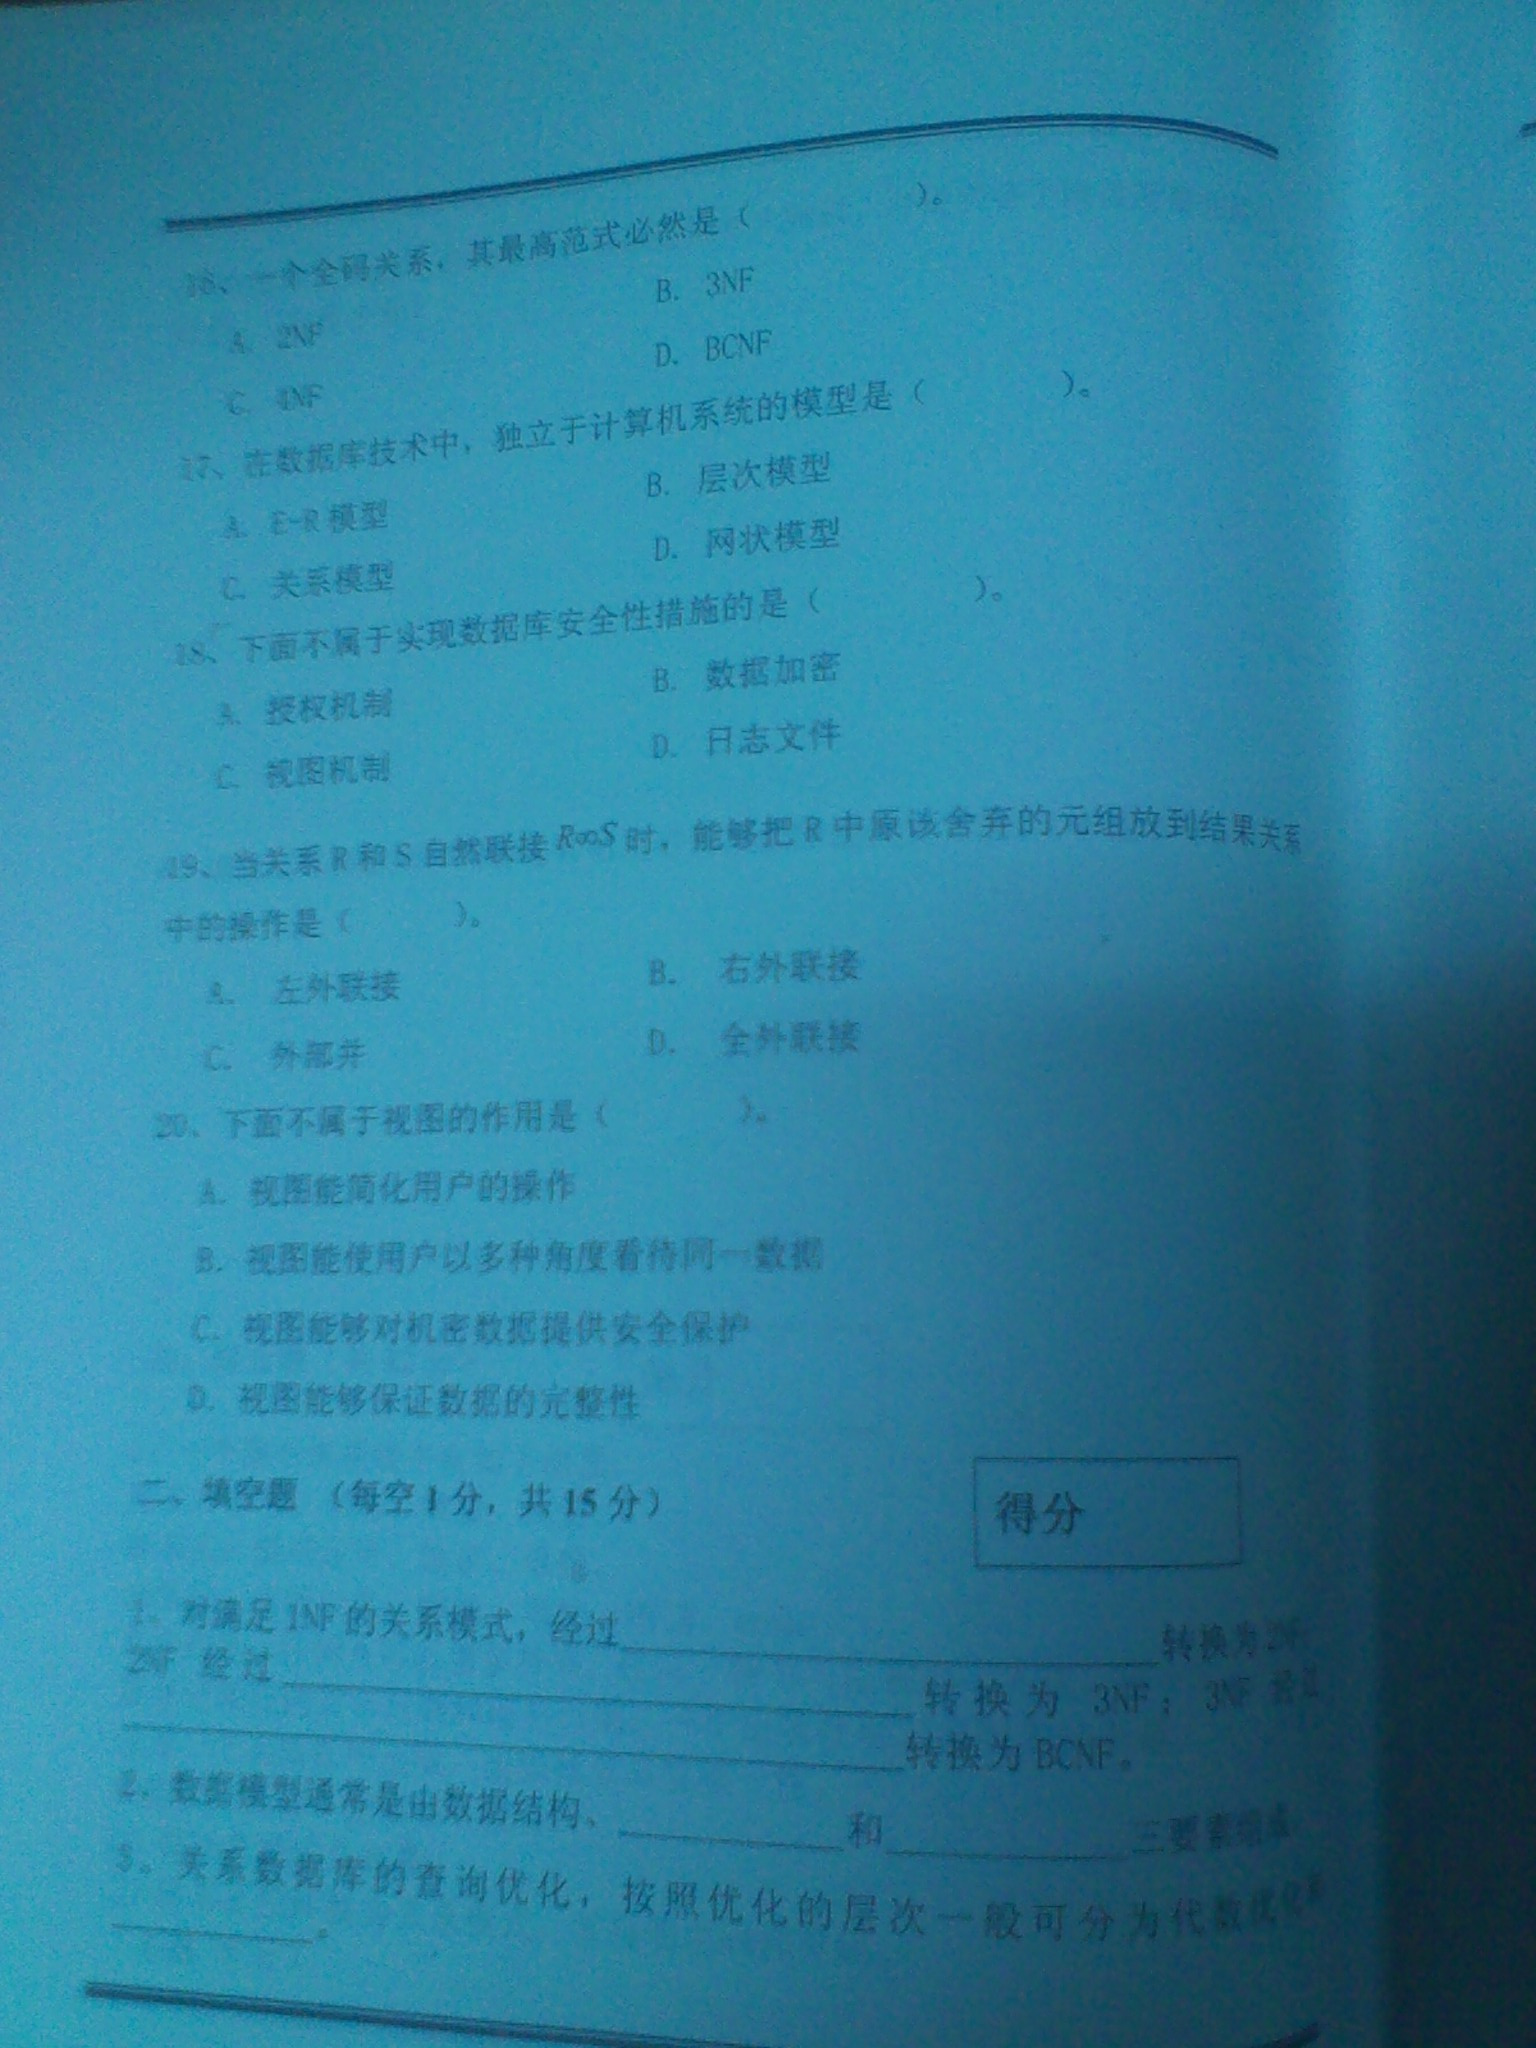 16、一个全码关系，其最高范式必然是（ ）。
A. 2NF B. 3NF
C. 4NF D. BCNF
17、在数据库技术中，独立于计算机系统的模型是（ ）。
A. E-R模型 B. 层次模型
C. 关系模型 D. 网状模型
18、下面不属于实现数据库安全性措施的是（ ）。
A. 授权机制 B. 数据加密
C. 视图机制 D. 日志文件
19、当关系R和S自然联接R∞S时，能够把R中原该舍弃的元组放到结果关系
中的操作是（ ）。
A. 左外联接 B. 右外联接
C. 外部并 D. 全外联接
20、下面不属于视图的作用是（ ）。
A. 视图能简化用户的操作
B. 视图能使用户以多种角度看待同一数据
C. 视图能够对机密数据提供安全保护
D. 视图能够保证数据的完整性
二、填空题 （每空1分，共15分）
得分
1. 对满足1NF的关系模式，经过________转换为2NF
2NF 经过________转换为 3NF；3NF 经过
________转换为BCNF。
2. 数据模型通常是由数据结构、________和________三要素组成
3。关系数据库的查询优化，按照优化的层次一般可分为代数优化和
________。